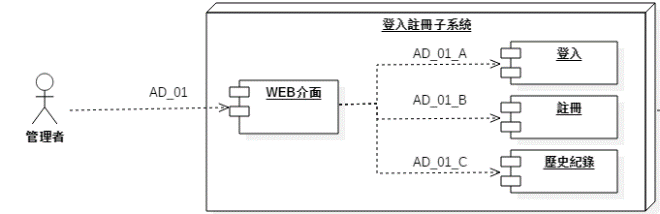 登入註冊子系統
AD_01_A
登入
AD_01
WEB介面
AD_01_B
註冊
管理者
AD_01_C
歷史紀錄